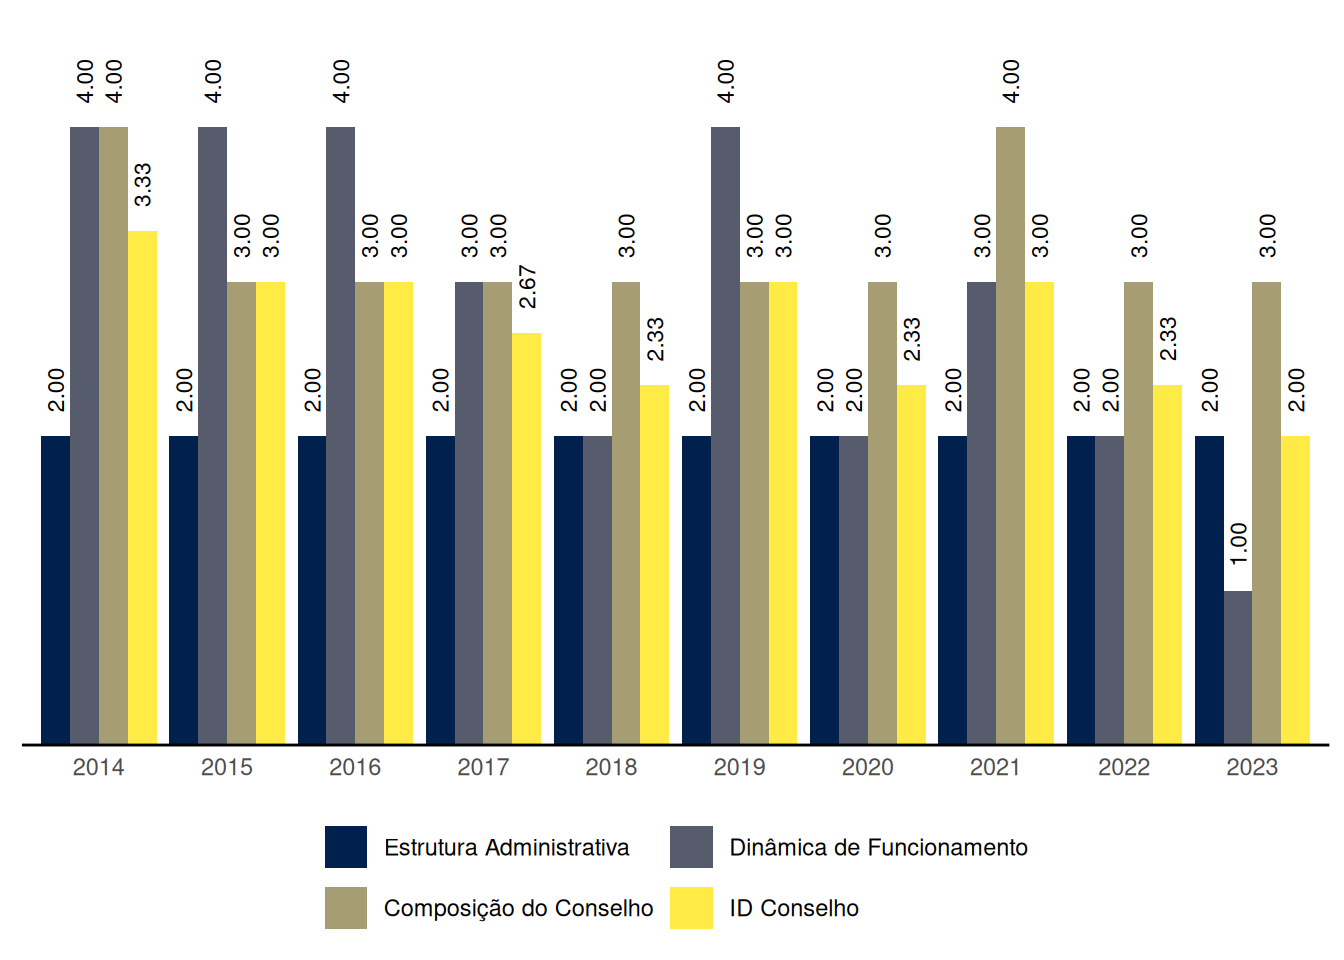 4.00 4.00 4.00 4.00 4.00 4.00
3.33
3.00 3.00 3.00 3.00 3.00 3.00 3.00 3.00 3.00 3.00 3.00 3.00 3.00 3.00
2.67
2.33 2.33 2.33
2.00 2.00 2.00 2.00 2.00 2.00 2.00 2.00 2.00 2.00 2.00 2.00 2.00 2.00
1.00
2014 2015 2016 2017 2018 2019 2020 2021 2022 2023
Estrutura Administrativa Dinâmica de Funcionamento
Composição do Conselho ID Conselho